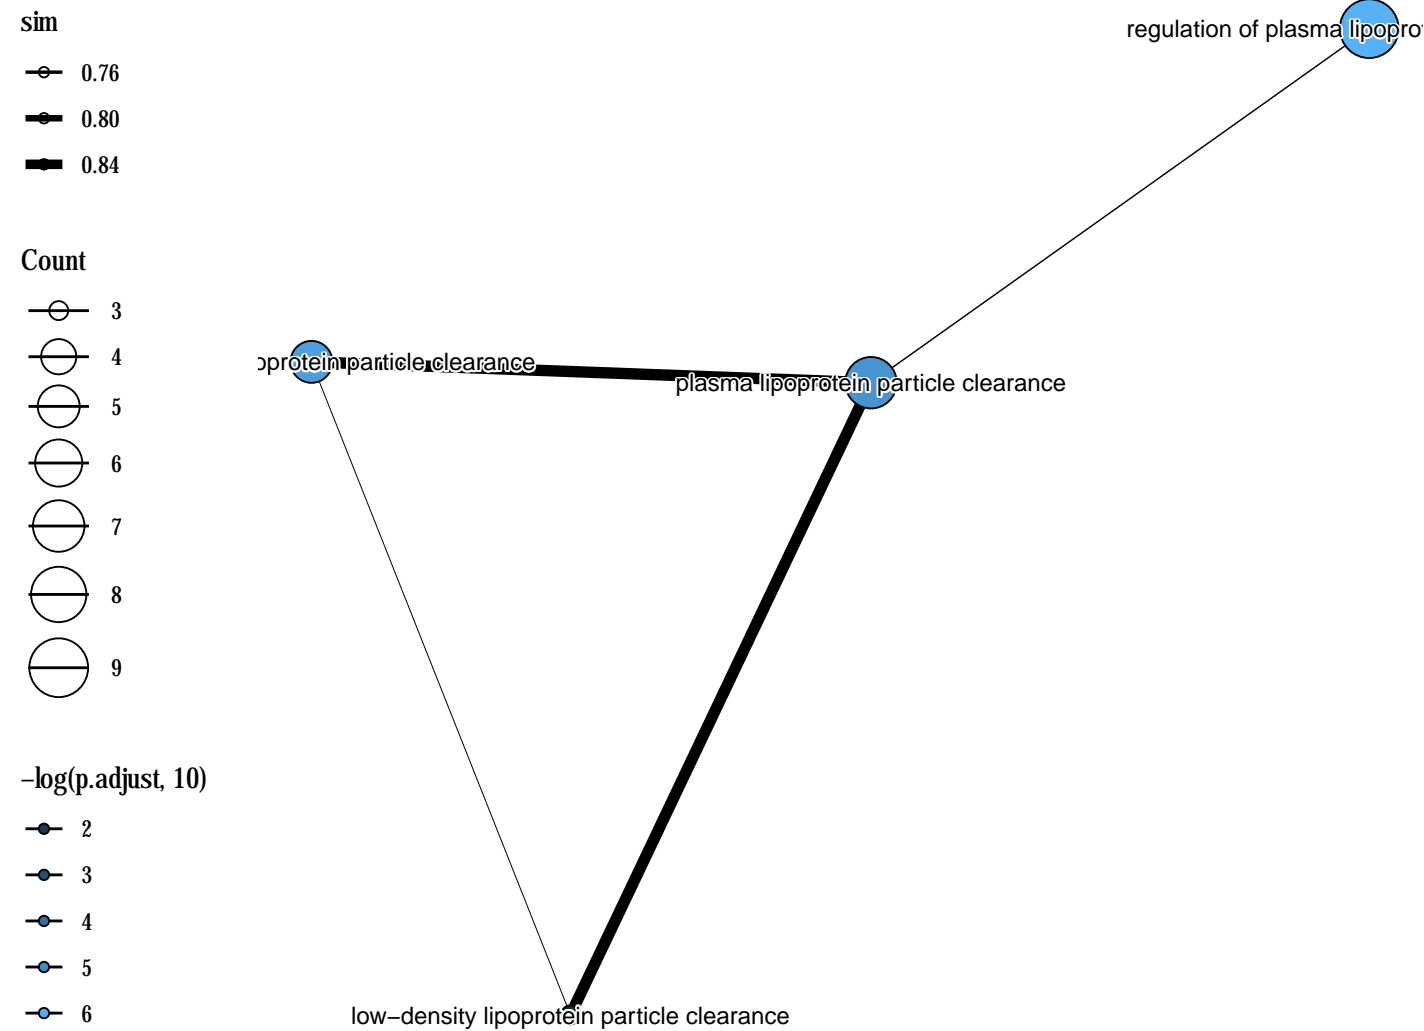 sim
0.76
0.80
0.84
Count
3
4
5
6
7
8
9
–log(p.adjust, 10)
2
3
4
5
6
regulation of plasma lipoprot
oprotein particle clearance
plasma lipoprotein particle clearance
low–density lipoprotein particle clearance